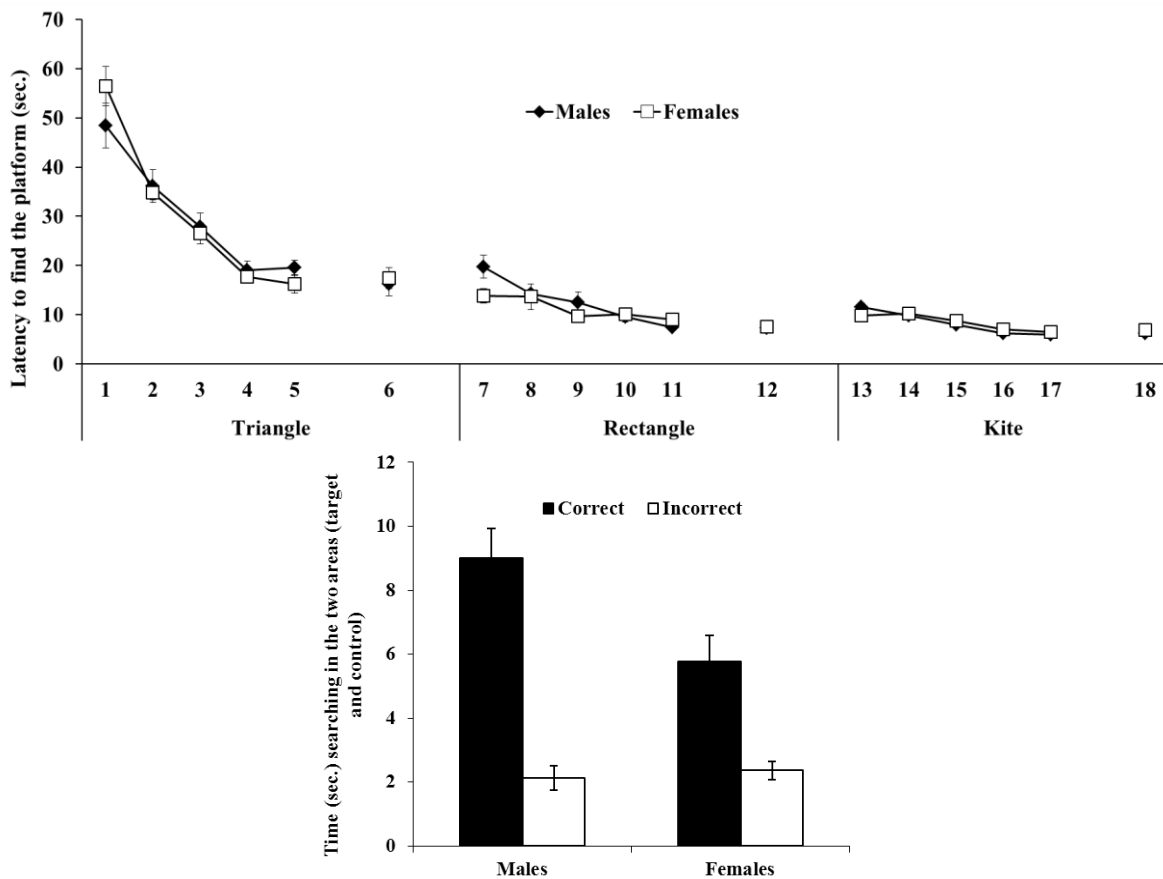 Latency to find the platform (sec.)
70
60
50
40
30
20
10
0
Males Females
1 2 3 4 5 6 7 8 9 10 11 12 13 14 15 16 17 18
Triangle Rectangle Kite
Time (sec.) searching in the two areas (target
and control)
12
10
8
6
4
2
0
Correct Incorrect
Males Females